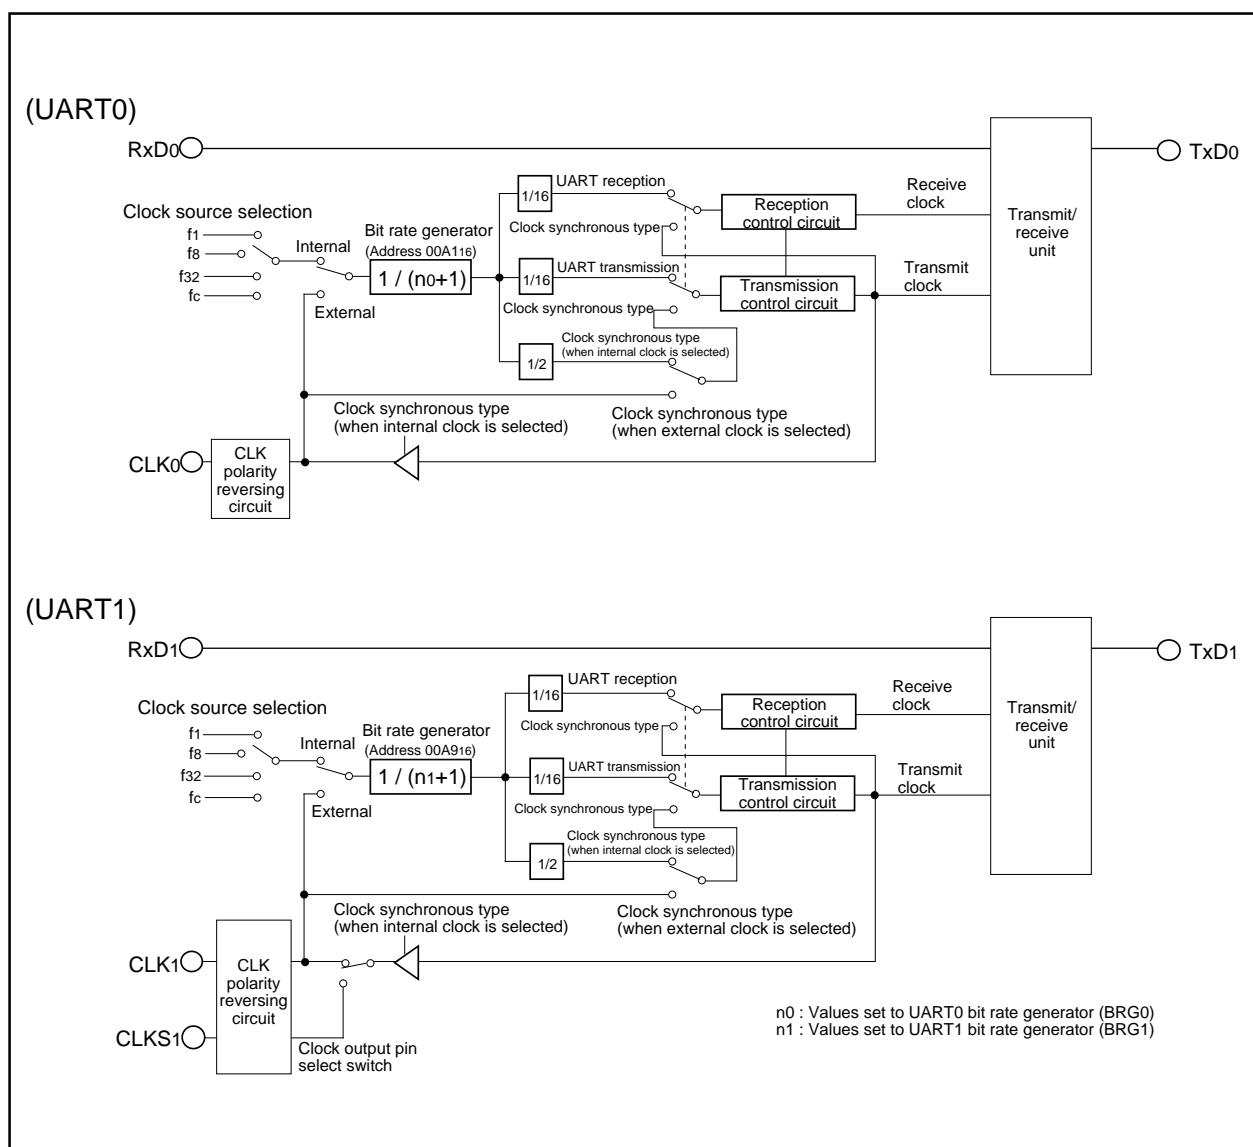 (UART0)
RxD0
TxD0
Clock source selection
f1
f8
f32
fc
Internal
External
Bit rate generator
(Address 00A116)
1 / (n0+1)
1/16
UART reception
Clock synchronous type
1/16
UART transmission
Clock synchronous type
Clock synchronous type
(when internal clock is selected)
1/2
Reception
control circuit
Transmission
control circuit
Receive
clock
Transmit
clock
Transmit/
receive
unit
Clock synchronous type
(when internal clock is selected)
Clock synchronous type
(when external clock is selected)
CLK0
CLK
polarity
reversing
circuit
(UART1)
RxD1
TxD1
Clock source selection
f1
f8
f32
fc
Internal
External
Bit rate generator
(Address 00A916)
1 / (n1+1)
1/16
UART reception
Clock synchronous type
1/16
UART transmission
Clock synchronous type
Clock synchronous type
(when internal clock is selected)
1/2
Reception
control circuit
Transmission
control circuit
Receive
clock
Transmit
clock
Transmit/
receive
unit
Clock synchronous type
(when internal clock is selected)
Clock synchronous type
(when external clock is selected)
CLK1
CLKS1
CLK
polarity
reversing
circuit
Clock output pin
select switch
n0 : Values set to UART0 bit rate generator (BRG0)
n1 : Values set to UART1 bit rate generator (BRG1)